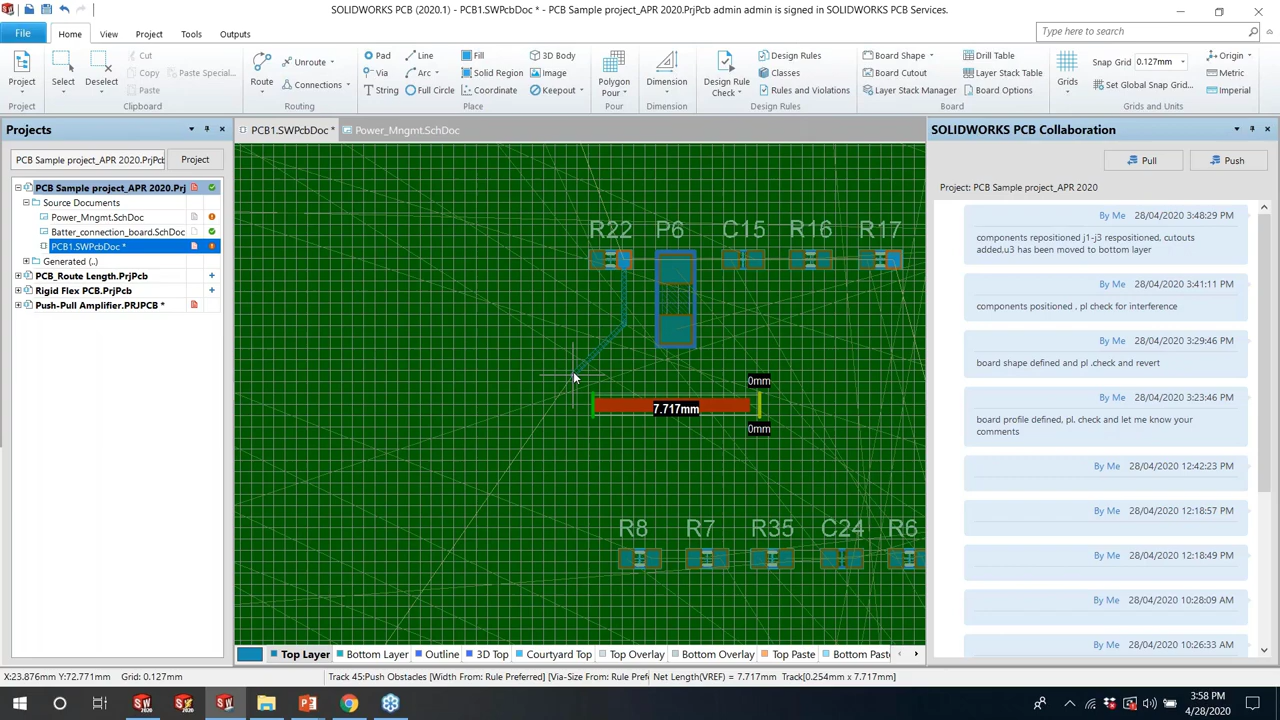 SOLIDWORKS PCB (2020.1) - PCB1.SWPcbDoc * - PCB Sample project_APR 2020.PrjPcb admin admin is signed in SOLIDWORKS PCB Services.
File Home View Project Tools Outputs
Type here to search
Project
Select
Deselect
Cut
Copy
Paste
Paste Special...
Route
Unroute
Connections
Pad
Via
String
Line
Arc
Full Circle
Fill
Solid Region
Coordinate
3D Body
Image
Keepout
Polygon Pour
Dimension
Design Rule Check
Design Rules
Classes
Rules and Violations
Board Shape
Board Cutout
Layer Stack Manager
Drill Table
Layer Stack Table
Board Options
Grids
Snap Grid 0.127mm
Set Global Snap Grid...
Origin
Metric
Imperial
Project Clipboard Routing Place Pour Dimension Design Rules Board Grids and Units
Projects
PCB Sample project_APR 2020.PrjPcb
Project
PCB Sample project_APR 2020.Prj
Source Documents
Power_Mngmt.SchDoc
Batter_connection_board.SchDoc
PCB1.SWPcbDoc *
Generated (..)
PCB_Route Length.PrjPcb
Rigid Flex PCB.PrjPcb
Push-Pull Amplifier.PRJPCB *
PCB1.SWPcbDoc * Power_Mngmt.SchDoc
R22 P6 C15 R16 R17
0mm
7.717mm
0mm
R8 R7 R35 C24 R6
Top Layer Bottom Layer Outline 3D Top Courtyard Top Top Overlay Bottom Overlay Top Paste Bottom Paste
SOLIDWORKS PCB Collaboration
Pull Push
Project: PCB Sample project_APR 2020
By Me 28/04/2020 3:48:29 PM
components repositioned j1-j3 respositioned, cutouts
added,u3 has been moved to bottom layer
By Me 28/04/2020 3:41:11 PM
components positioned , pl check for interference
By Me 28/04/2020 3:29:46 PM
board shape defined and pl .check and revert
By Me 28/04/2020 3:23:46 PM
board profile defined, pl. check and let me know your
comments
By Me 28/04/2020 12:42:23 PM
By Me 28/04/2020 12:18:57 PM
By Me 28/04/2020 12:18:49 PM
By Me 28/04/2020 10:28:09 AM
By Me 28/04/2020 10:26:33 AM
X:23.876mm Y:72.771mm Grid: 0.127mm Track 45:Push Obstacles [Width From: Rule Preferred] [Via-Size From: Rule Pref Net Length(VREF) = 7.717mm Track[0.254mm x 7.717mm]
3:58 PM
4/28/2020